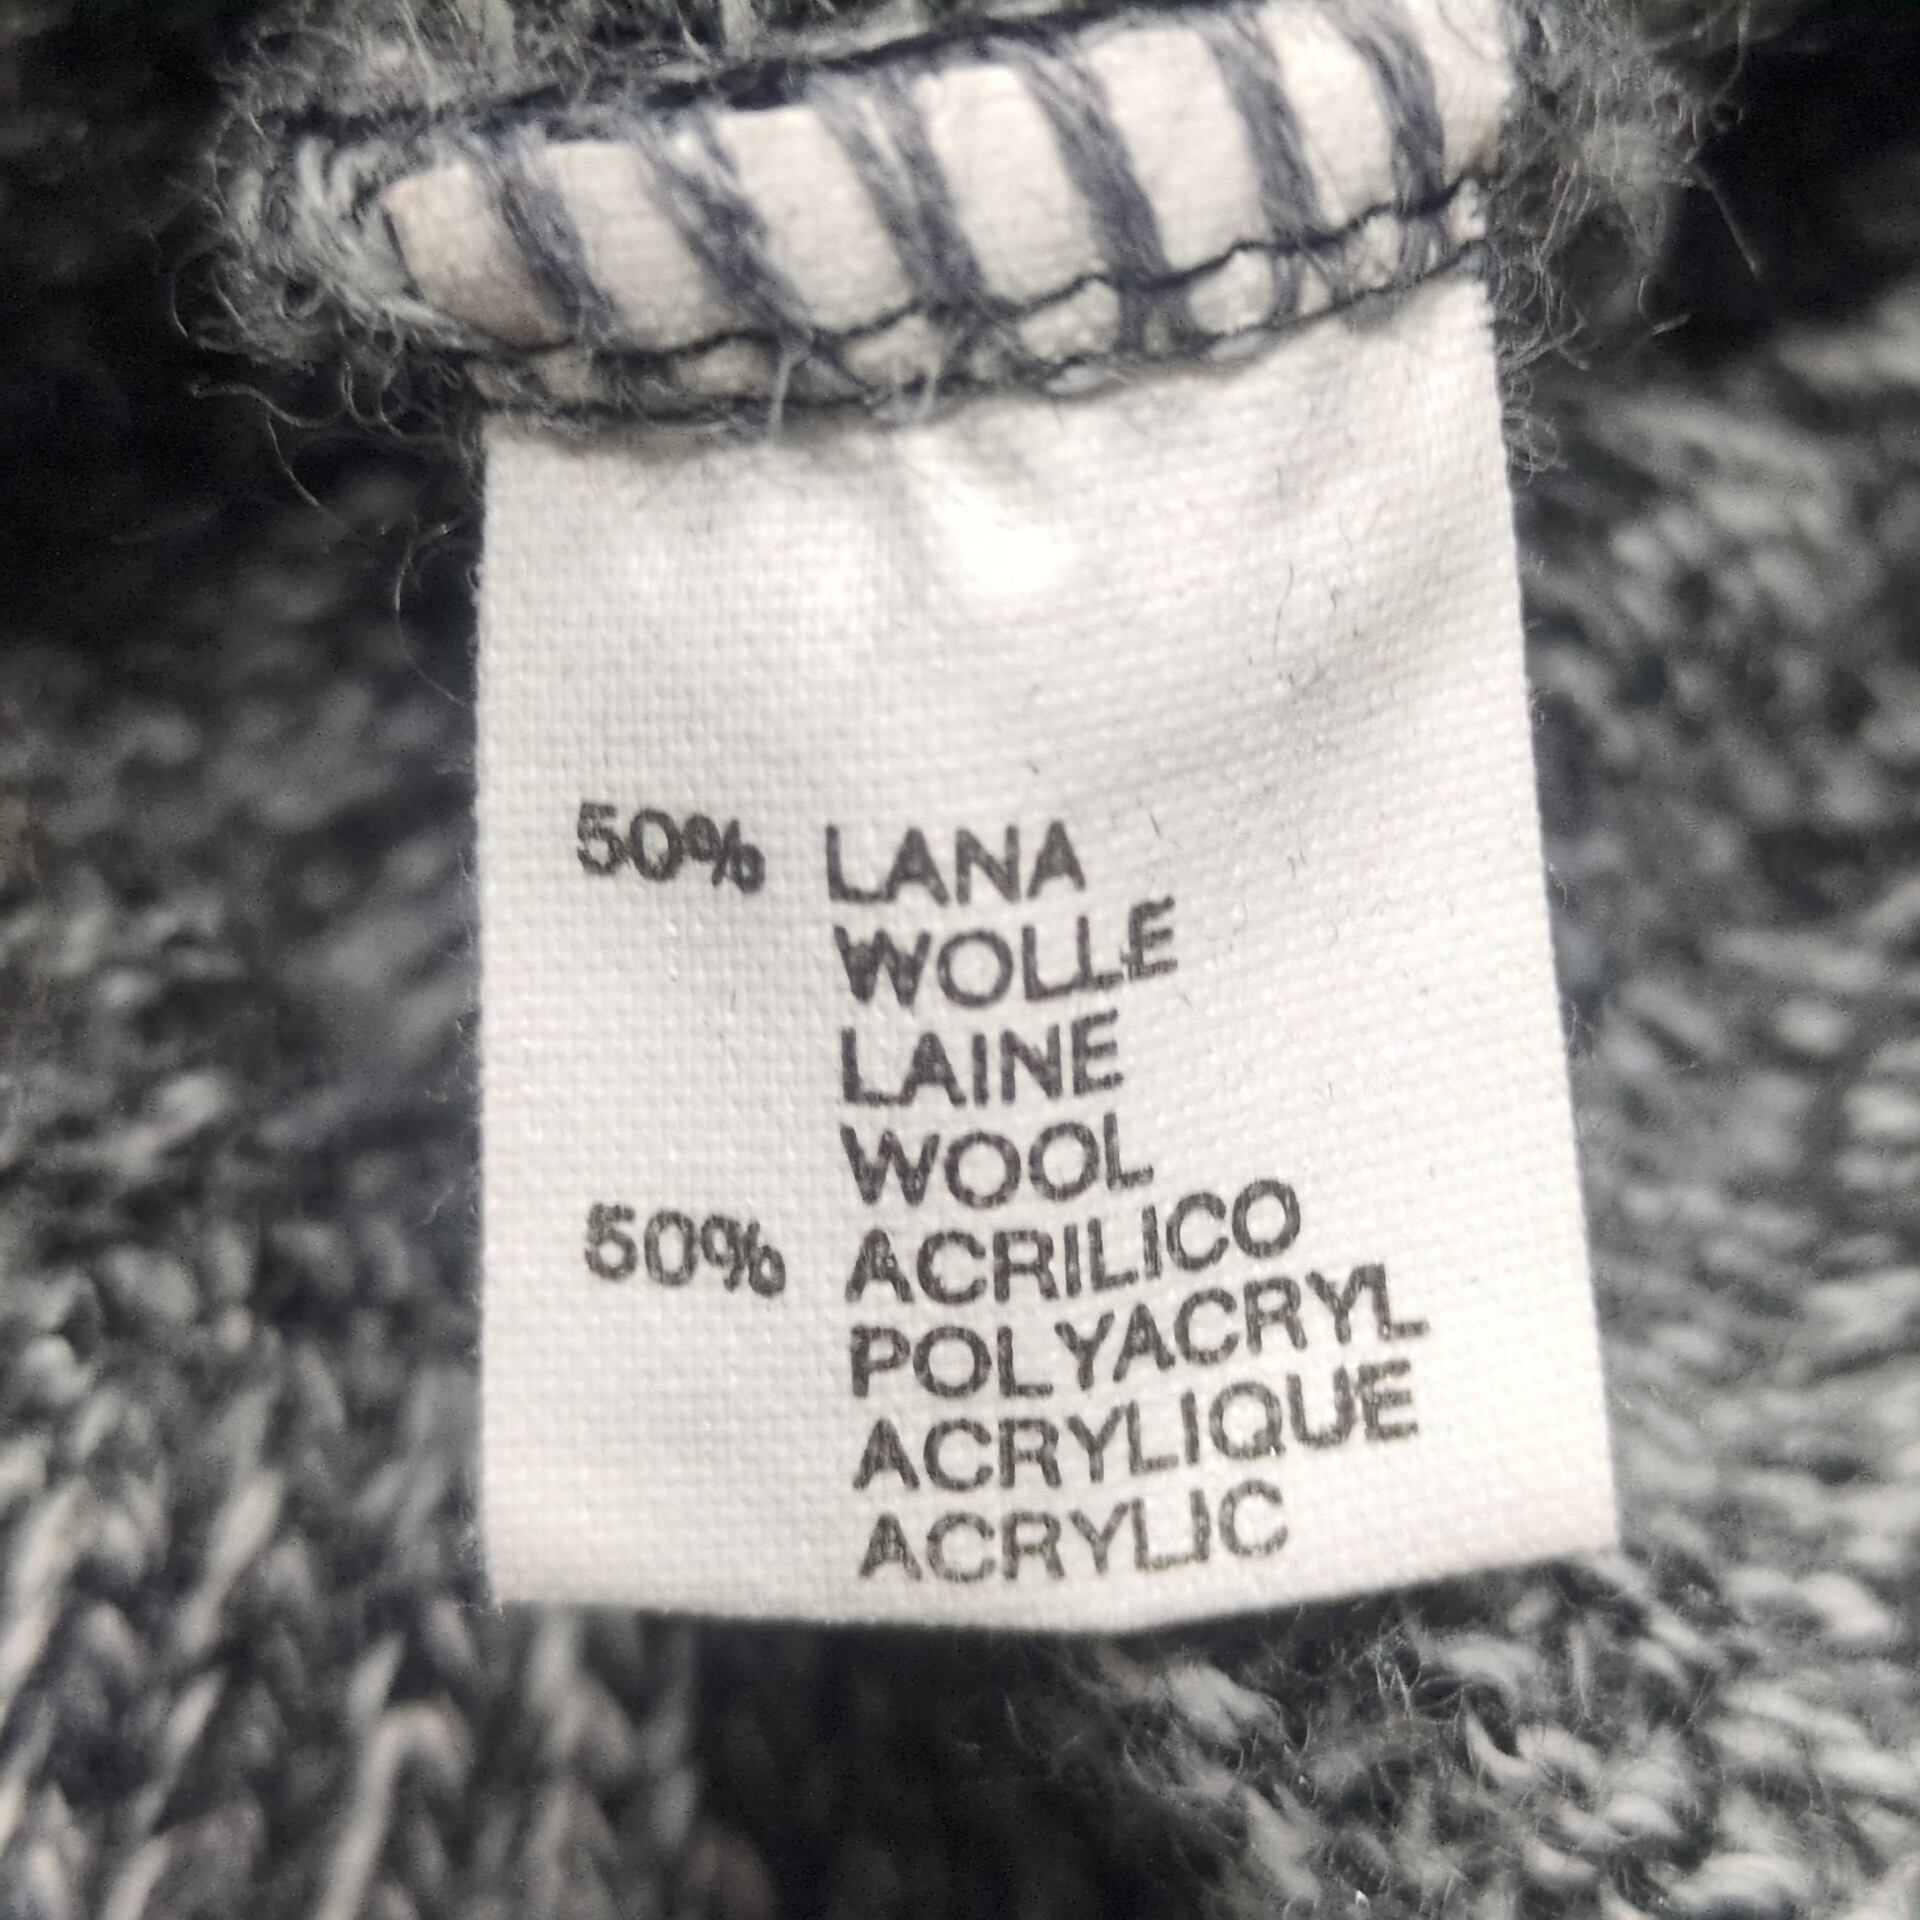 50% LANA
WOLLE
LAINE
WOOL
50% ACRILICO
POLYACRYL
ACRYLIQUE
ACRYLIC